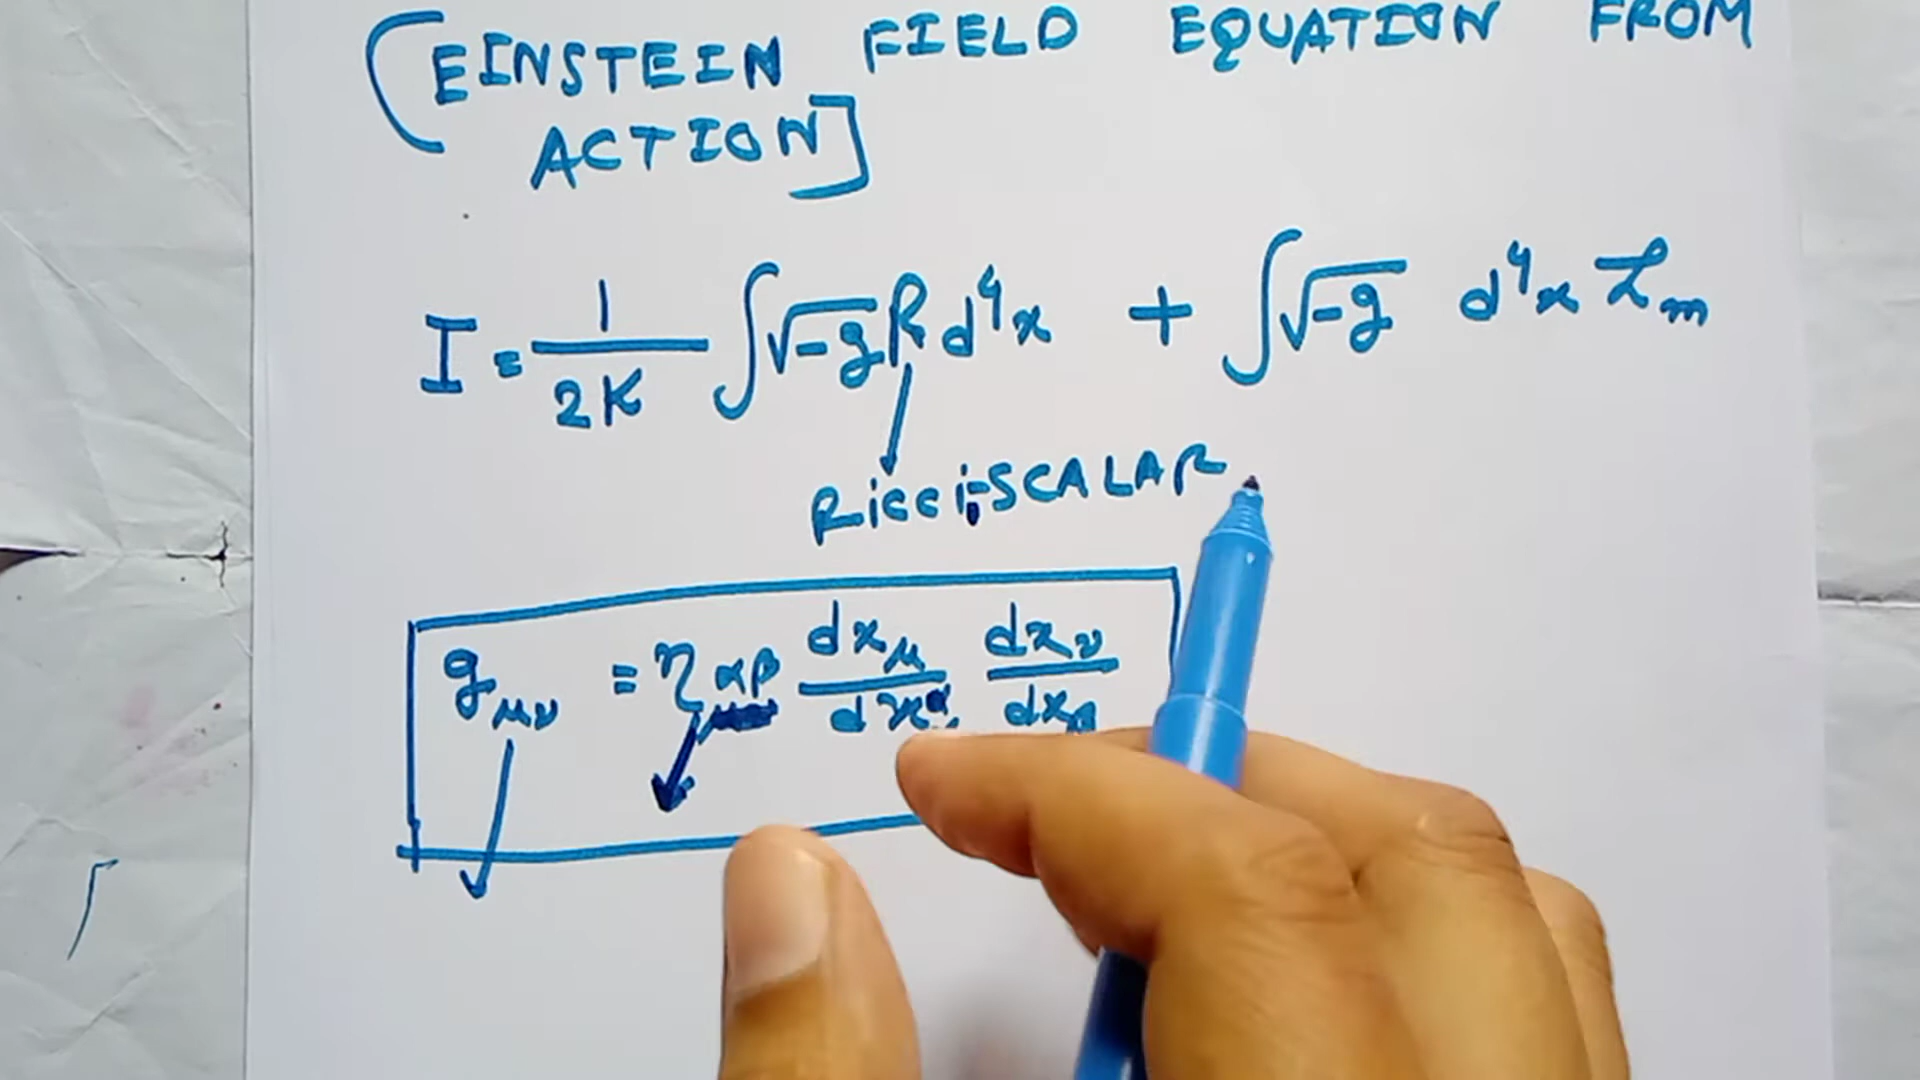 (EINSTEIN FIELD EQUATION FROM
ACTION]
I = 1/2K ∫√-g R d⁴x + ∫√-g d⁴x ℒm
Ricci-SCALAR
gμν = ηαβ dxμ/dxα dxν/dxβ